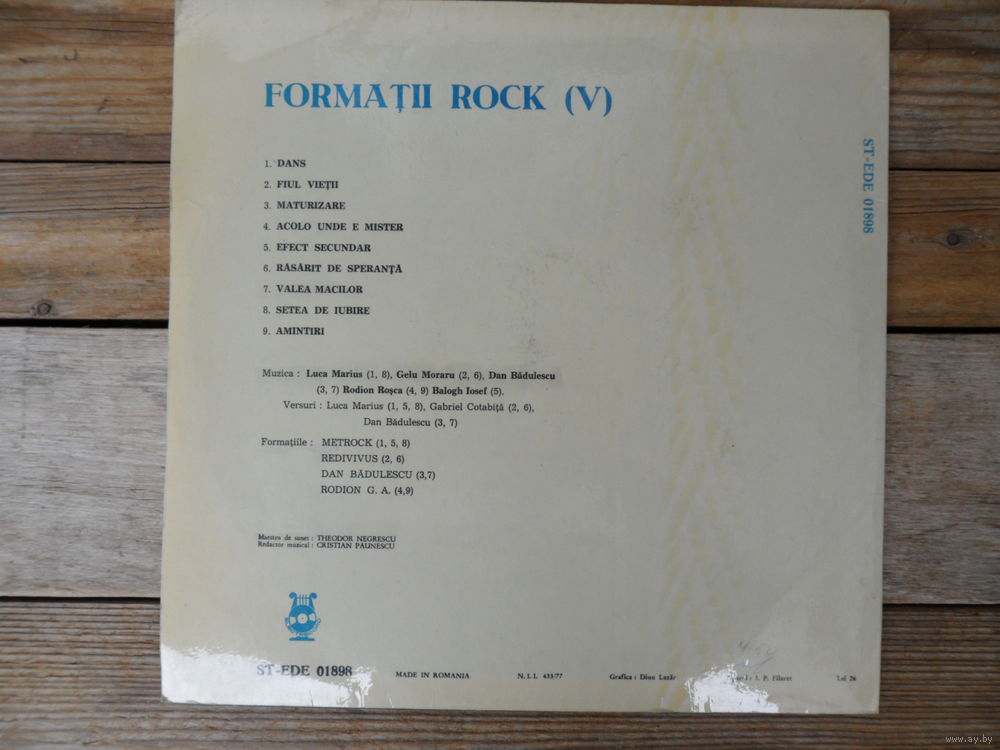 FORMAȚII ROCK (V)
ST-EDE 01898
1. DANS
2. FIUL VIEȚII
3. MATURIZARE
4. ACOLO UNDE E MISTER
5. EFECT SECUNDAR
6. RĂSĂRIT DE SPERANȚĂ
7. VALEA MACILOR
8. SETEA DE IUBIRE
9. AMINTIRI
Muzica : Luca Marius (1, 8), Gelu Moraru (2, 6), Dan Bădulescu
(3, 7) Rodion Roșca (4, 9) Balogh Iosef (5).
Versuri : Luca Marius (1, 5, 8), Gabriel Cotabiță (2, 6),
Dan Bădulescu (3, 7)
Formațiile : METROCK (1, 5, 8)
REDIVIVUS (2, 6)
DAN BĂDULESCU (3,7)
RODION G. A. (4,9)
Maestru de sunet : THEODOR NEGRESCU
Redactor muzical : CRISTIAN PĂUNESCU
ST-EDE 01898
MADE IN ROMANIA
N. I. I. 433/77
Grafica : Dinu Lazăr
I. P. Filaret
Lei 26
www.ay.by